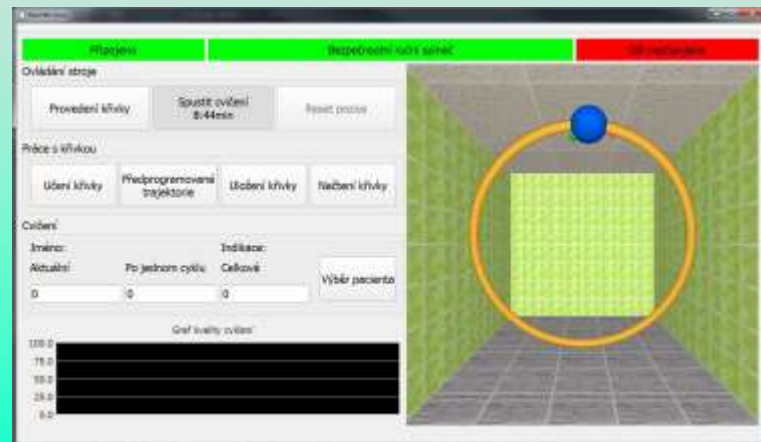 Připojeno
Bezpečnostní ruční spínač
Ovládání stroje
Provedení křivky
Spustit cvičení
8:44min
Reset pozice
Práce s křivkou
Učení křivky
Předprogramovaná
trajektorie
Uložení křivky
Načtení křivky
Cvičení
Jméno:
Indikace:
Aktuální
Po jednom cyklu
Celkově
Výběr pacienta
0
0
0
Graf kvality cvičení
100.0
75.0
50.0
25.0
0.0